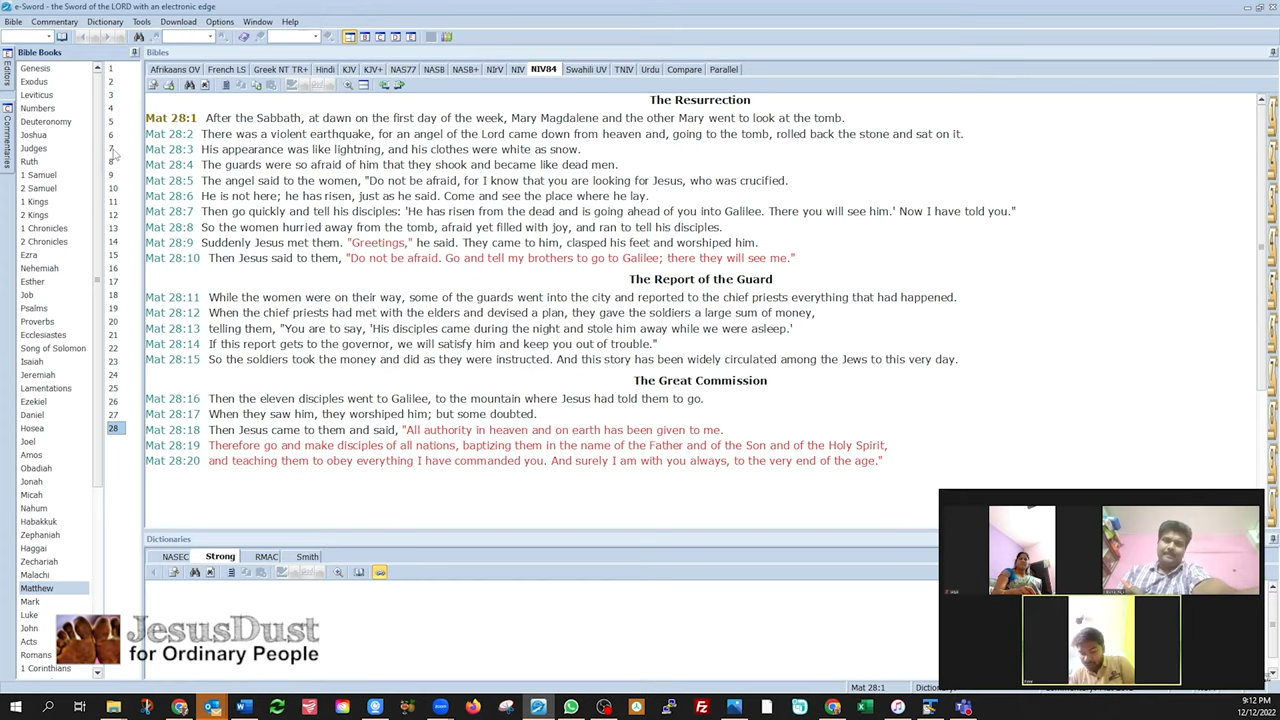 e-Sword - the Sword of the LORD with an electronic edge
Bible Commentary Dictionary Tools Download Options Window Help
B C D E
Bible Books
Bibles
Editors
Commentaries
Afrikaans OV French LS Greek NT TR+ Hindi KJV KJV+ NAS77 NASB NASB+ NIrV NIV NIV84 Swahili UV TNIV Urdu Compare Parallel
Genesis 1
Exodus 2
Leviticus 3
Numbers 4
Deuteronomy 5
Joshua 6
Judges 7
Ruth 8
1 Samuel 9
2 Samuel 10
1 Kings 11
2 Kings 12
1 Chronicles 13
2 Chronicles 14
Ezra 15
Nehemiah 16
Esther 17
Job 18
Psalms 19
Proverbs 20
Ecclesiastes 21
Song of Solomon 22
Isaiah 23
Jeremiah 24
Lamentations 25
Ezekiel 26
Daniel 27
Hosea 28
Joel
Amos
Obadiah
Jonah
Micah
Nahum
Habakkuk
Zephaniah
Haggai
Zechariah
Malachi
Matthew
Mark
Luke
John
Acts
Romans
1 Corinthians
The Resurrection
Mat 28:1 After the Sabbath, at dawn on the first day of the week, Mary Magdalene and the other Mary went to look at the tomb.
Mat 28:2 There was a violent earthquake, for an angel of the Lord came down from heaven and, going to the tomb, rolled back the stone and sat on it.
Mat 28:3 His appearance was like lightning, and his clothes were white as snow.
Mat 28:4 The guards were so afraid of him that they shook and became like dead men.
Mat 28:5 The angel said to the women, "Do not be afraid, for I know that you are looking for Jesus, who was crucified.
Mat 28:6 He is not here; he has risen, just as he said. Come and see the place where he lay.
Mat 28:7 Then go quickly and tell his disciples: 'He has risen from the dead and is going ahead of you into Galilee. There you will see him.' Now I have told you."
Mat 28:8 So the women hurried away from the tomb, afraid yet filled with joy, and ran to tell his disciples.
Mat 28:9 Suddenly Jesus met them. "Greetings," he said. They came to him, clasped his feet and worshiped him.
Mat 28:10 Then Jesus said to them, "Do not be afraid. Go and tell my brothers to go to Galilee; there they will see me."
The Report of the Guard
Mat 28:11 While the women were on their way, some of the guards went into the city and reported to the chief priests everything that had happened.
Mat 28:12 When the chief priests had met with the elders and devised a plan, they gave the soldiers a large sum of money,
Mat 28:13 telling them, "You are to say, 'His disciples came during the night and stole him away while we were asleep.'
Mat 28:14 If this report gets to the governor, we will satisfy him and keep you out of trouble."
Mat 28:15 So the soldiers took the money and did as they were instructed. And this story has been widely circulated among the Jews to this very day.
The Great Commission
Mat 28:16 Then the eleven disciples went to Galilee, to the mountain where Jesus had told them to go.
Mat 28:17 When they saw him, they worshiped him; but some doubted.
Mat 28:18 Then Jesus came to them and said, "All authority in heaven and on earth has been given to me.
Mat 28:19 Therefore go and make disciples of all nations, baptizing them in the name of the Father and of the Son and of the Holy Spirit,
Mat 28:20 and teaching them to obey everything I have commanded you. And surely I am with you always, to the very end of the age."
Dictionaries
NASEC Strong RMAC Smith
JesusDust
for Ordinary People
Mat 28:1
9:12 PM
12/12/2022